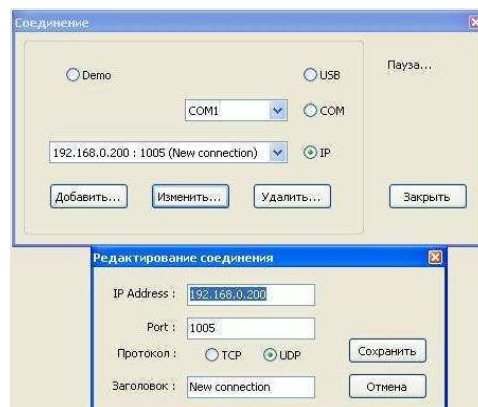 Соединение
Demo
USB
Пауза...
COM1
COM
192.168.0.200 : 1005 (New connection)
IP
Добавить...
Изменить...
Удалить...
Закрыть
Редактирование соединения
IP Address :
192.168.0.200
Port :
1005
Протокол :
TCP
UDP
Сохранить
Заголовок :
New connection
Отмена